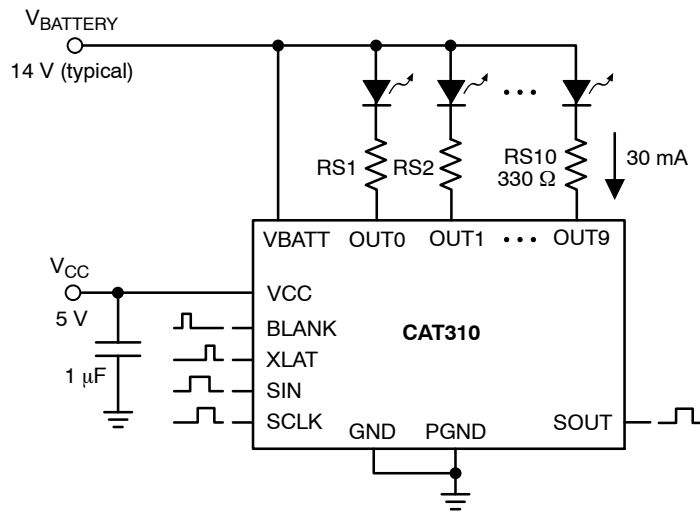 VBATTERY
14 V (typical)
RS1
RS2
RS10
330 Ω
30 mA
VBATT OUT0 OUT1 OUT9
VCC
5 V
1 μF
VCC
BLANK
XLAT
SIN
SCLK
CAT310
GND PGND
SOUT